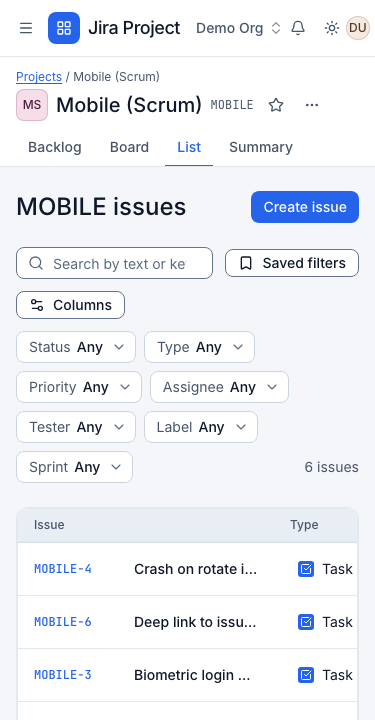 Jira Project Demo Org DU
Projects / Mobile (Scrum)
MS Mobile (Scrum) MOBILE
Backlog Board List Summary
MOBILE issues Create issue
Search by text or ke Saved filters
Columns
Status Any Type Any
Priority Any Assignee Any
Tester Any Label Any
Sprint Any 6 issues
Issue Type
MOBILE-4 Crash on rotate i... Task
MOBILE-6 Deep link to issu... Task
MOBILE-3 Biometric login ... Task